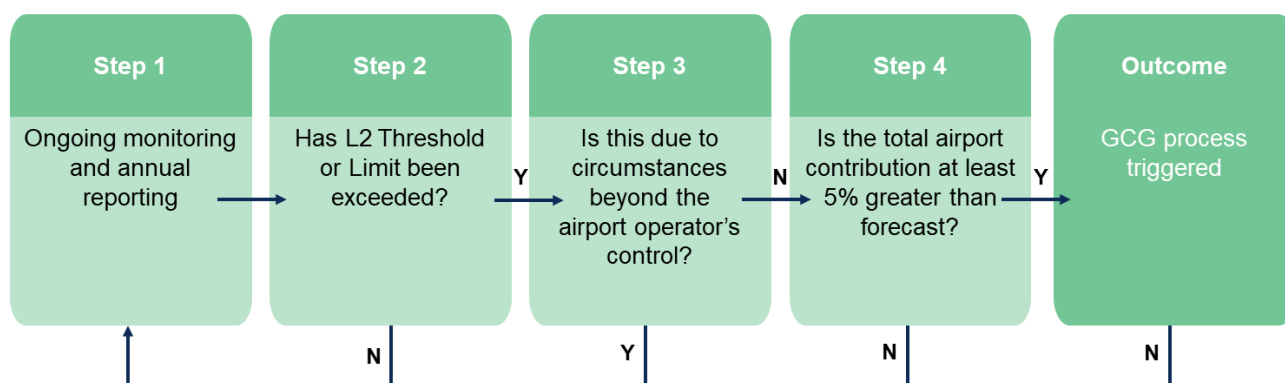 Step 1
Ongoing monitoring
and annual
reporting
Step 2
Has L2 Threshold
or Limit been
exceeded?
Y
N
Step 3
Is this due to
circumstances
beyond the
airport operator’s
control?
N
Y
Step 4
Is the total airport
contribution at least
5% greater than
forecast?
Y
N
Outcome
GCG process
triggered
N